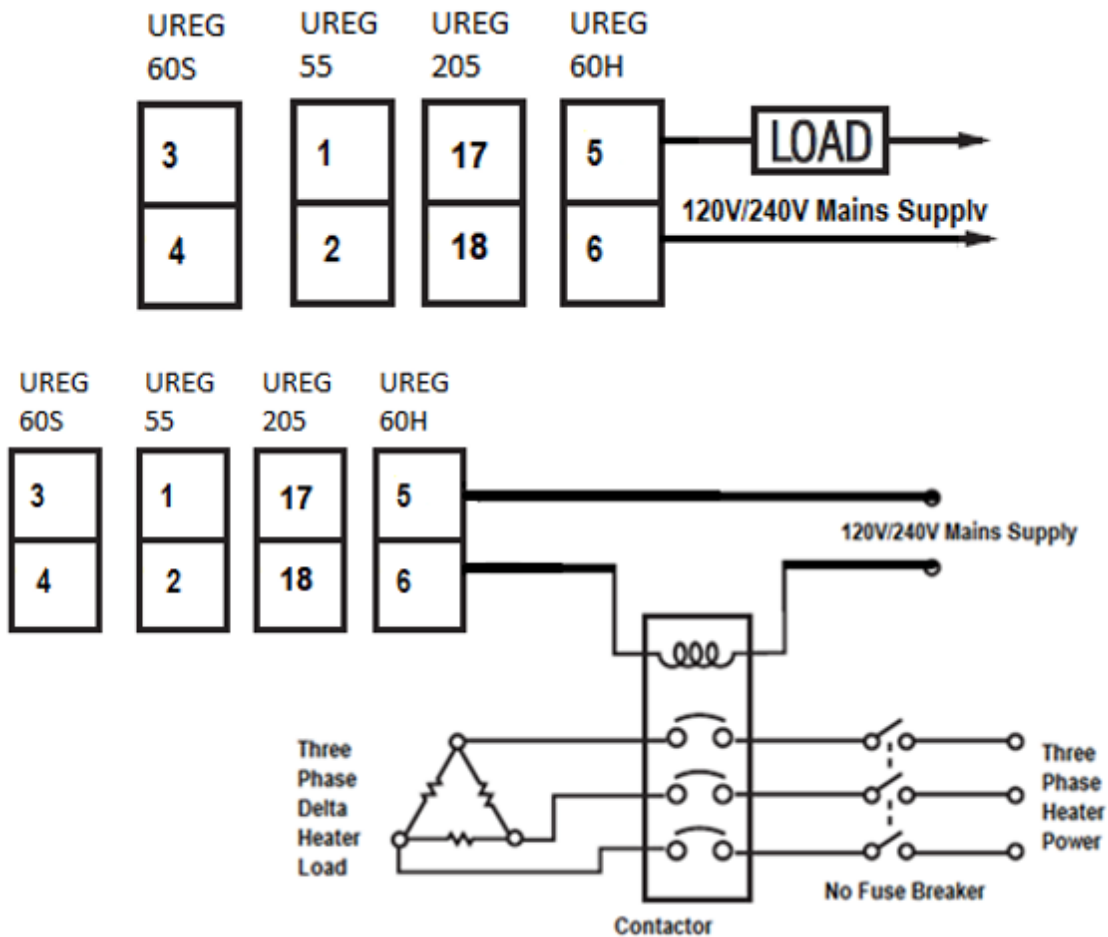 UREG UREG UREG UREG
60S 55 205 60H
3 1 17 5 LOAD
120V/240V Mains Supply
4 2 18 6
UREG UREG UREG UREG
60S 55 205 60H
3 1 17 5
120V/240V Mains Supply
4 2 18 6
Three
Phase
Delta
Heater
Load
Three
Phase
Heater
Power
No Fuse Breaker
Contactor